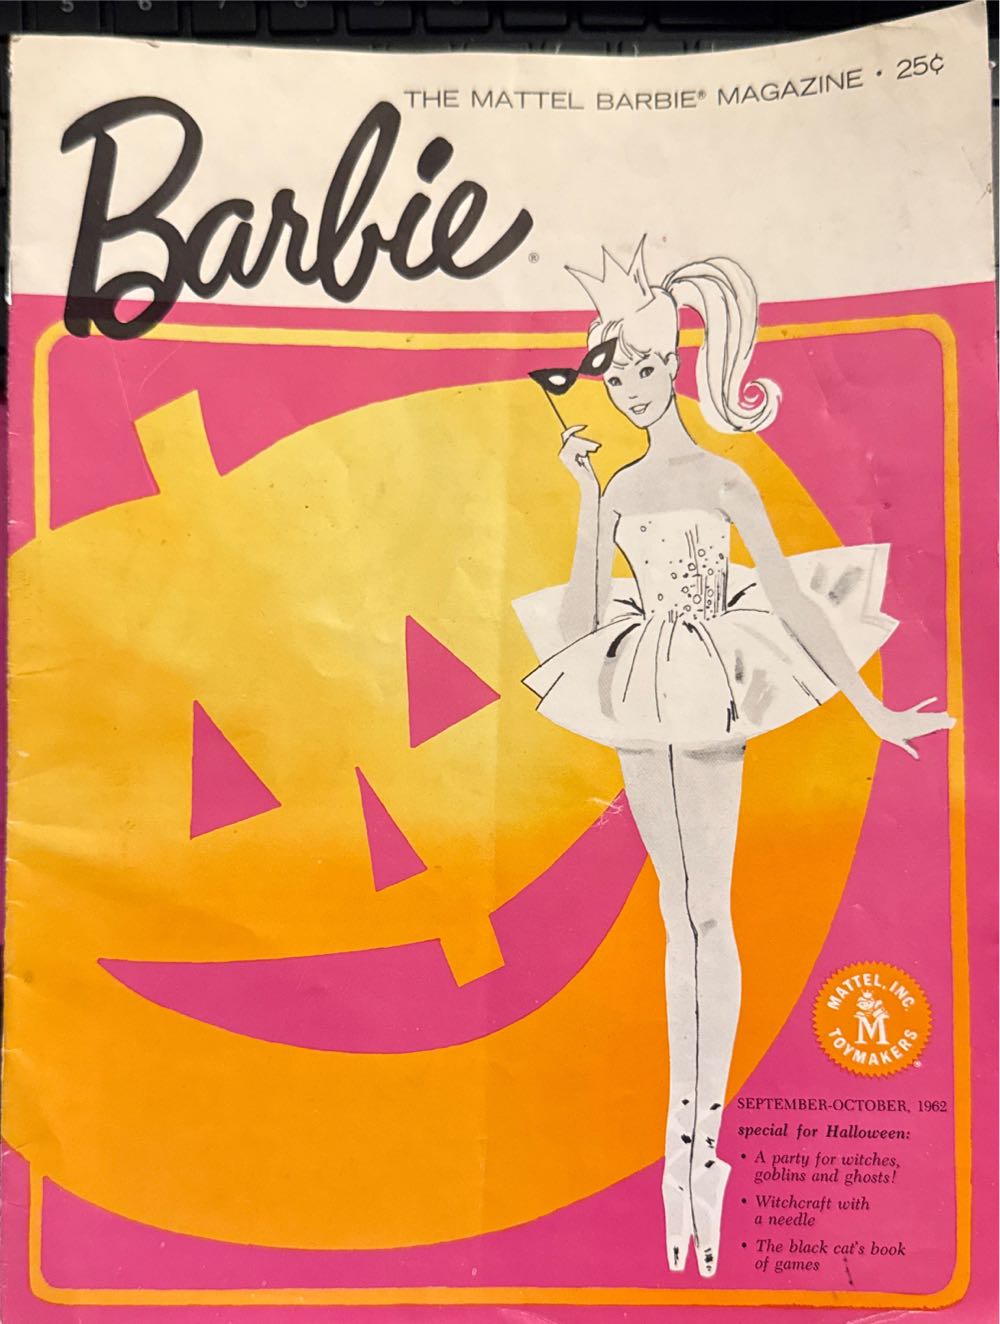 THE MATTEL BARBIE® MAGAZINE · 25¢
Barbie®
MATTEL, INC.
M
TOYMAKERS®
SEPTEMBER-OCTOBER, 1962
special for Halloween:
• A party for witches,
goblins and ghosts!
• Witchcraft with
a needle
• The black cat's book
of games